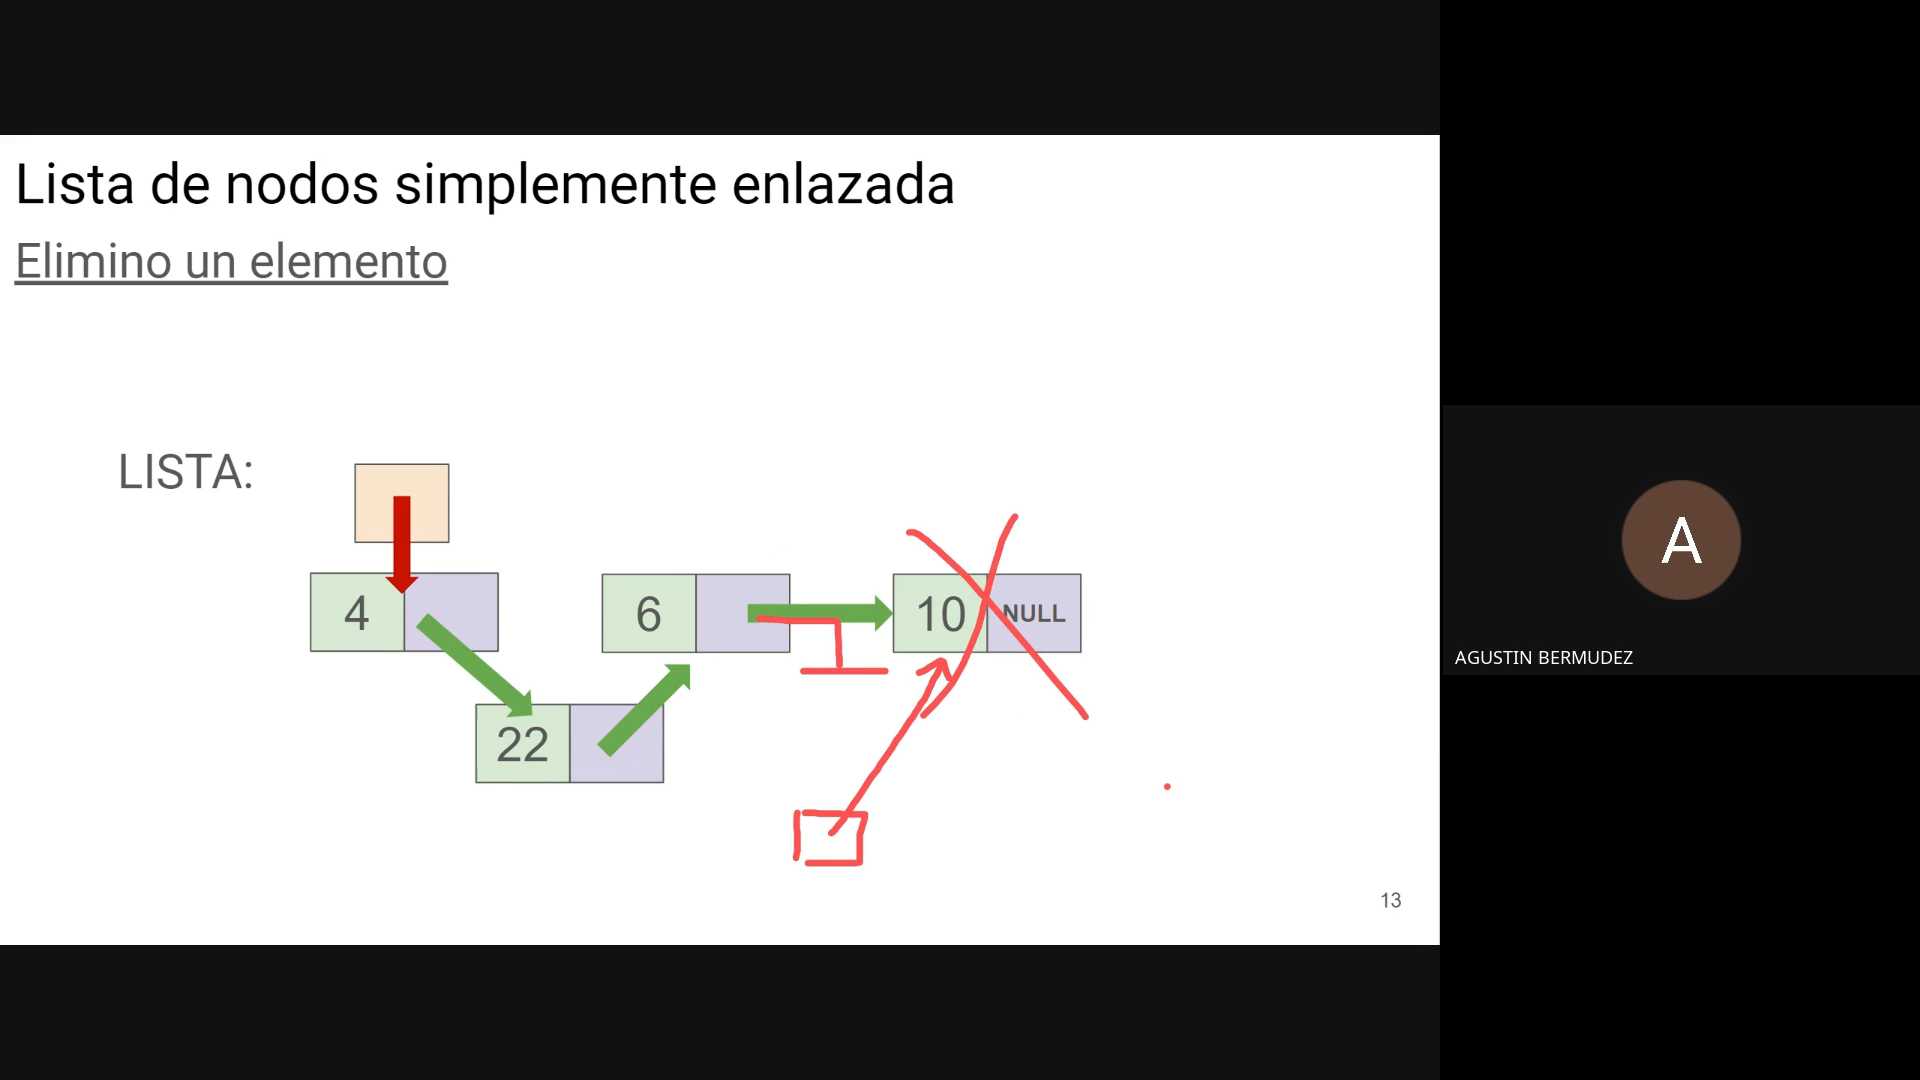 Lista de nodos simplemente enlazada
Elimino un elemento
LISTA:
4
6
10
NULL
22
13
A
AGUSTIN BERMUDEZ